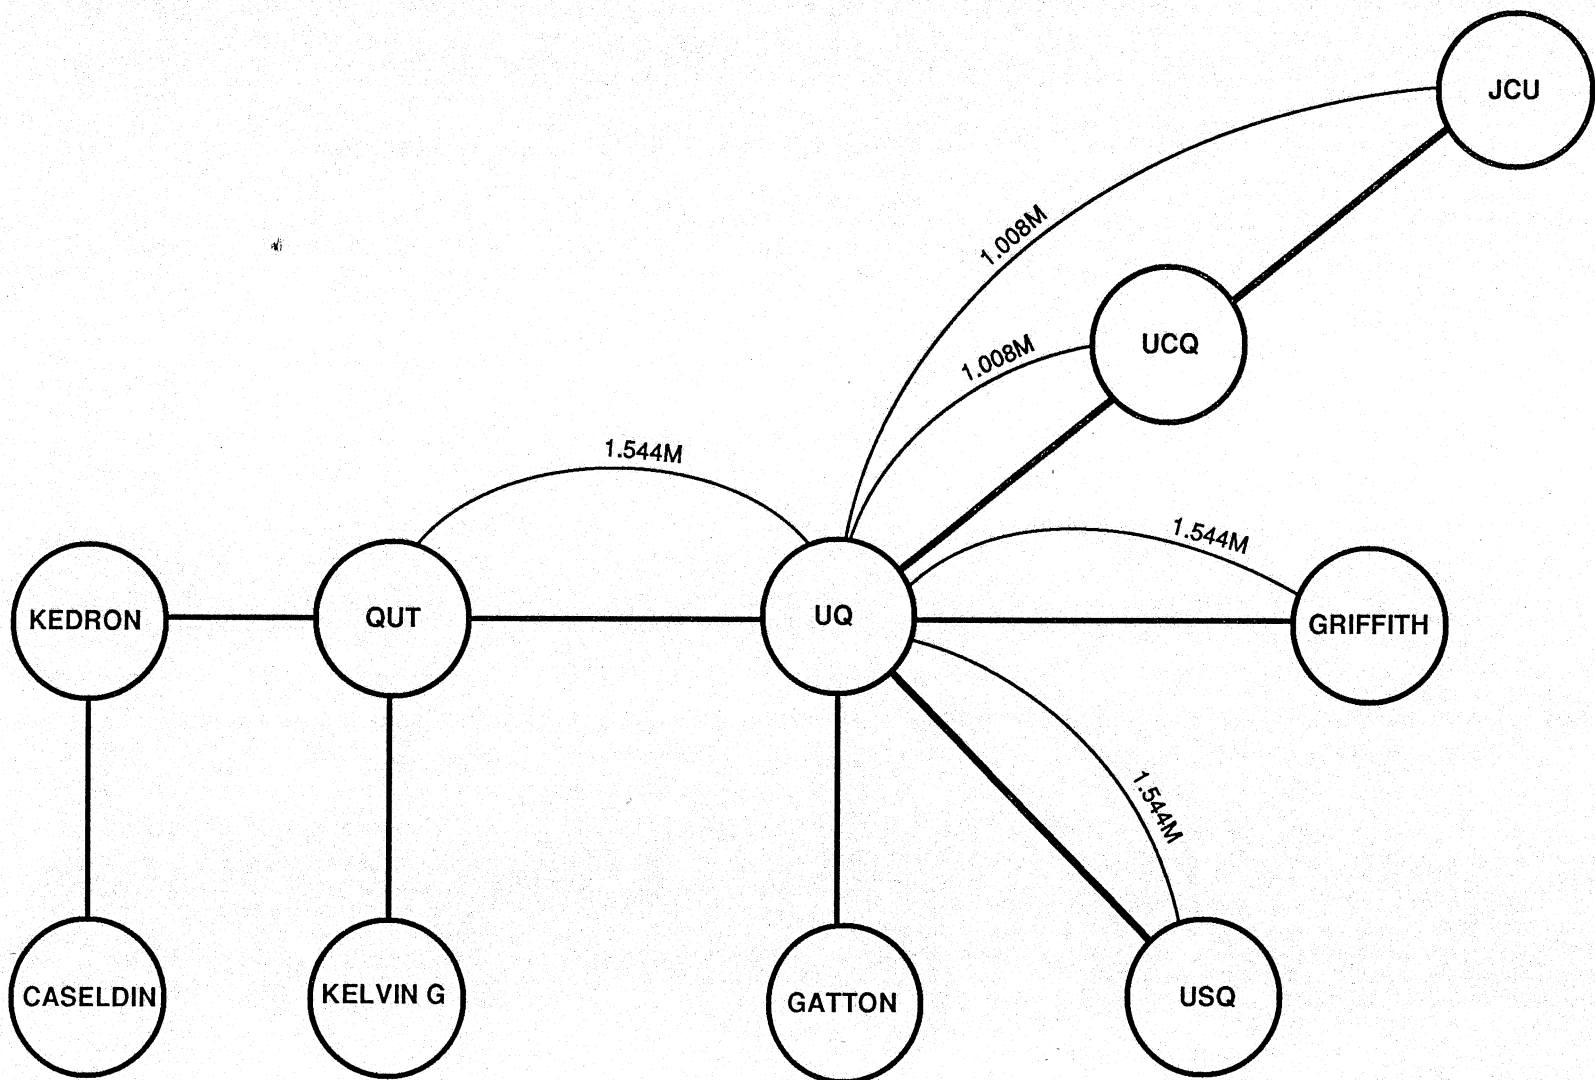 JCU
1.008M
UCQ
1.008M
1.544M
1.544M
KEDRON
QUT
UQ
GRIFFITH
1.544M
CASELDIN
KELVIN G
GATTON
USQ